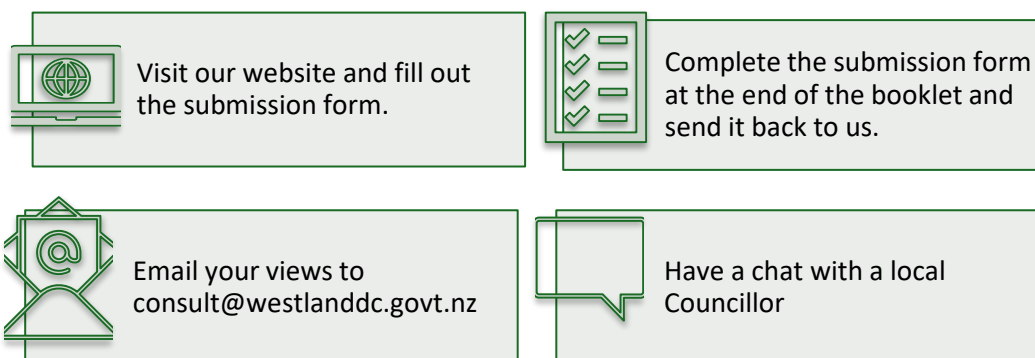 Visit our website and fill out
the submission form.
Complete the submission form
at the end of the booklet and
send it back to us.
Email your views to
consult@westlanddc.govt.nz
Have a chat with a local
Councillor